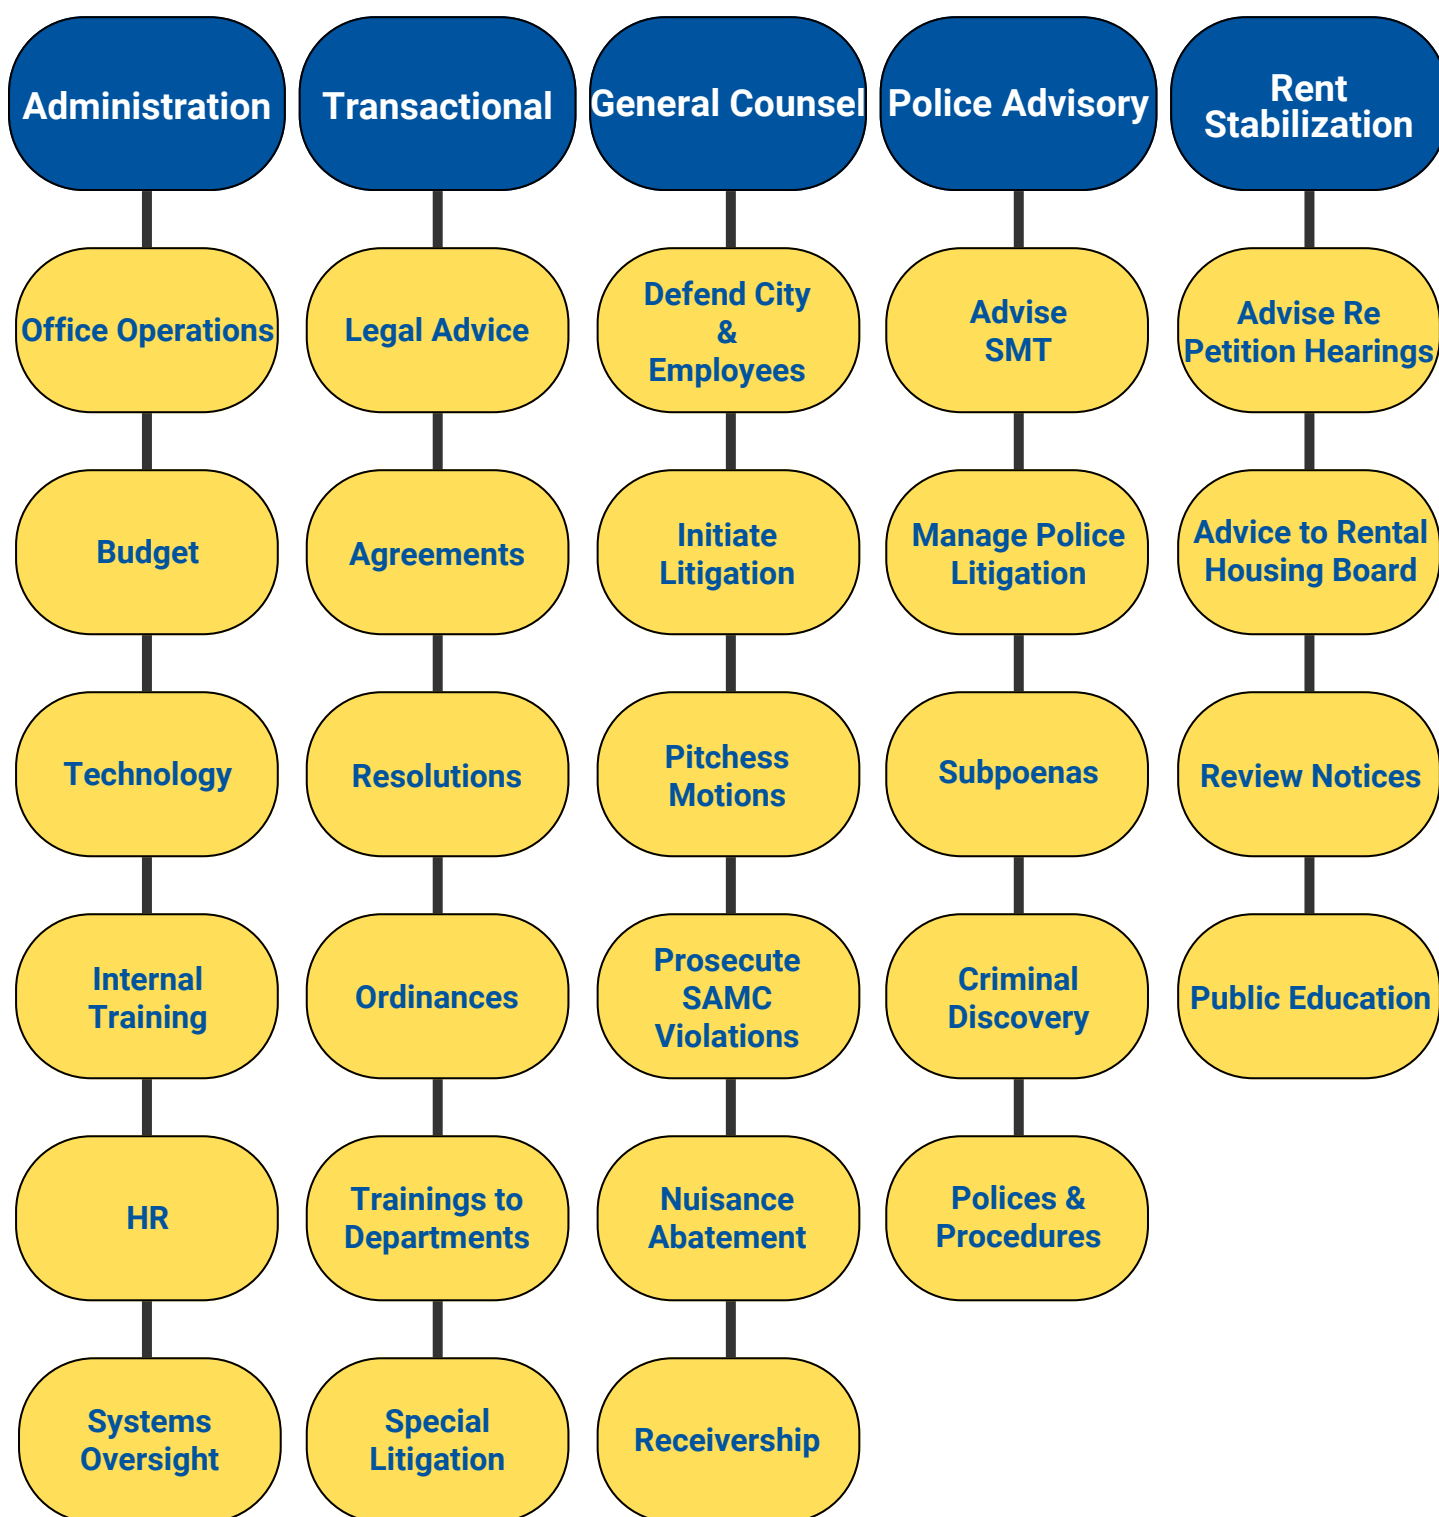 Administration
Office Operations
Budget
Technology
Internal
Training
HR
Systems
Oversight
Transactional
Legal Advice
Agreements
Resolutions
Ordinances
Trainings to
Departments
Special
Litigation
General Counsel
Defend City
&
Employees
Initiate
Litigation
Pitchess
Motions
Prosecute
SAMC
Violations
Nuisance
Abatement
Receivership
Police Advisory
Advise
SMT
Manage Police
Litigation
Subpoenas
Criminal
Discovery
Polices &
Procedures
Rent
Stabilization
Advise Re
Petition Hearings
Advice to Rental
Housing Board
Review Notices
Public Education